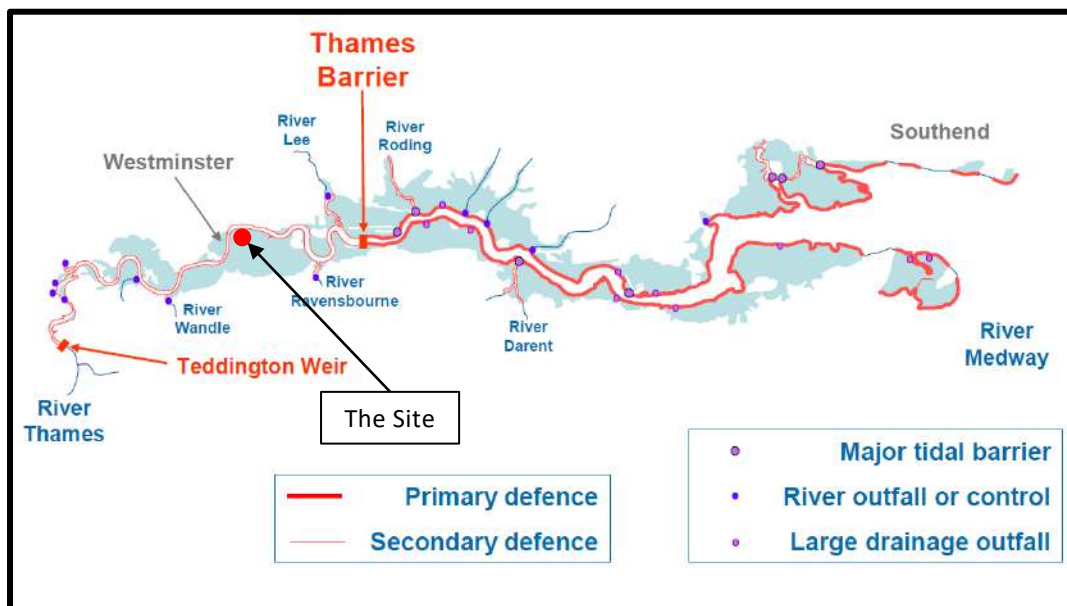 Thames
Barrier
River
Lee
River
Roding
Southend
Westminster
River
Ravensbourne
River
Wandle
River
Darent
River
Medway
Teddington Weir
River
Thames
The Site
Primary defence
Secondary defence
Major tidal barrier
River outfall or control
Large drainage outfall